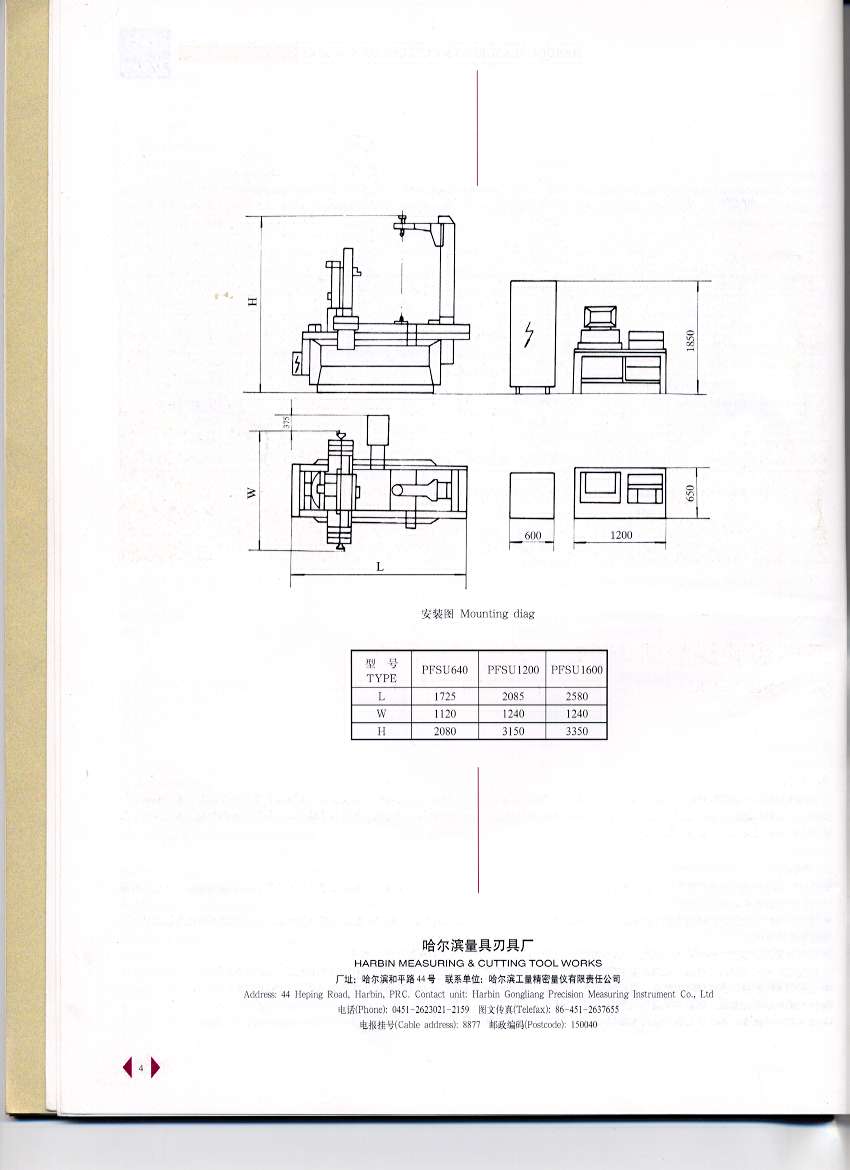 H
1850
375
W
650
600
1200
L
安装图 Mounting diag
型 号 TYPE PFSU640 PFSU1200 PFSU1600
L 1725 2085 2580
W 1120 1240 1240
H 2080 3150 3350
哈尔滨量具刃具厂
HARBIN MEASURING & CUTTING TOOL WORKS
厂址: 哈尔滨和平路44号 联系单位: 哈尔滨工量精密量仪有限责任公司
Address: 44 Heping Road, Harbin, PRC. Contact unit: Harbin Gongliang Precision Measuring Instrument Co., Ltd
电话(Phone): 0451-2623021-2159 图文传真(Telefax): 86-451-2637655
电报挂号(Cable address): 8877 邮政编码(Postcode): 150040
4